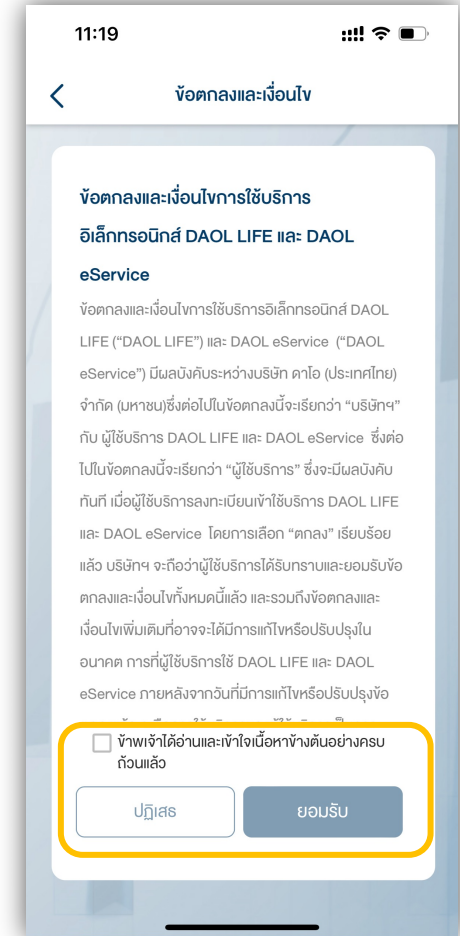 11:19
ข้อตกลงและเงื่อนไข
ข้อตกลงและเงื่อนไขการใช้บริการ
อิเล็กทรอนิกส์ DAOL LIFE และ DAOL
eService
ข้อตกลงและเงื่อนไขการใช้บริการอิเล็กทรอนิกส์ DAOL
LIFE (“DAOL LIFE”) และ DAOL eService (“DAOL
eService”) มีผลบังคับระหว่างบริษัท ดาโอ (ประเทศไทย)
จำกัด (มหาชน)ซึ่งต่อไปในข้อตกลงนี้จะเรียกว่า “บริษัทฯ”
กับ ผู้ใช้บริการ DAOL LIFE และ DAOL eService ซึ่งต่อ
ไปในข้อตกลงนี้จะเรียกว่า “ผู้ใช้บริการ” ซึ่งจะมีผลบังคับ
ทันที เมื่อผู้ใช้บริการลงทะเบียนเข้าใช้บริการ DAOL LIFE
และ DAOL eService โดยการเลือก “ตกลง” เรียบร้อย
แล้ว บริษัทฯ จะถือว่าผู้ใช้บริการได้รับทราบและยอมรับข้อ
ตกลงและเงื่อนไขทั้งหมดนี้แล้ว และรวมถึงข้อตกลงและ
เงื่อนไขเพิ่มเติมที่อาจจะได้มีการแก้ไขหรือปรับปรุงใน
อนาคต การที่ผู้ใช้บริการใช้ DAOL LIFE และ DAOL
eService ภายหลังจากวันที่มีการแก้ไขหรือปรับปรุงข้อ
ข้าพเจ้าได้อ่านและเข้าใจเนื้อหาข้างต้นอย่างครบ
ถ้วนแล้ว
ปฏิเสธ
ยอมรับ